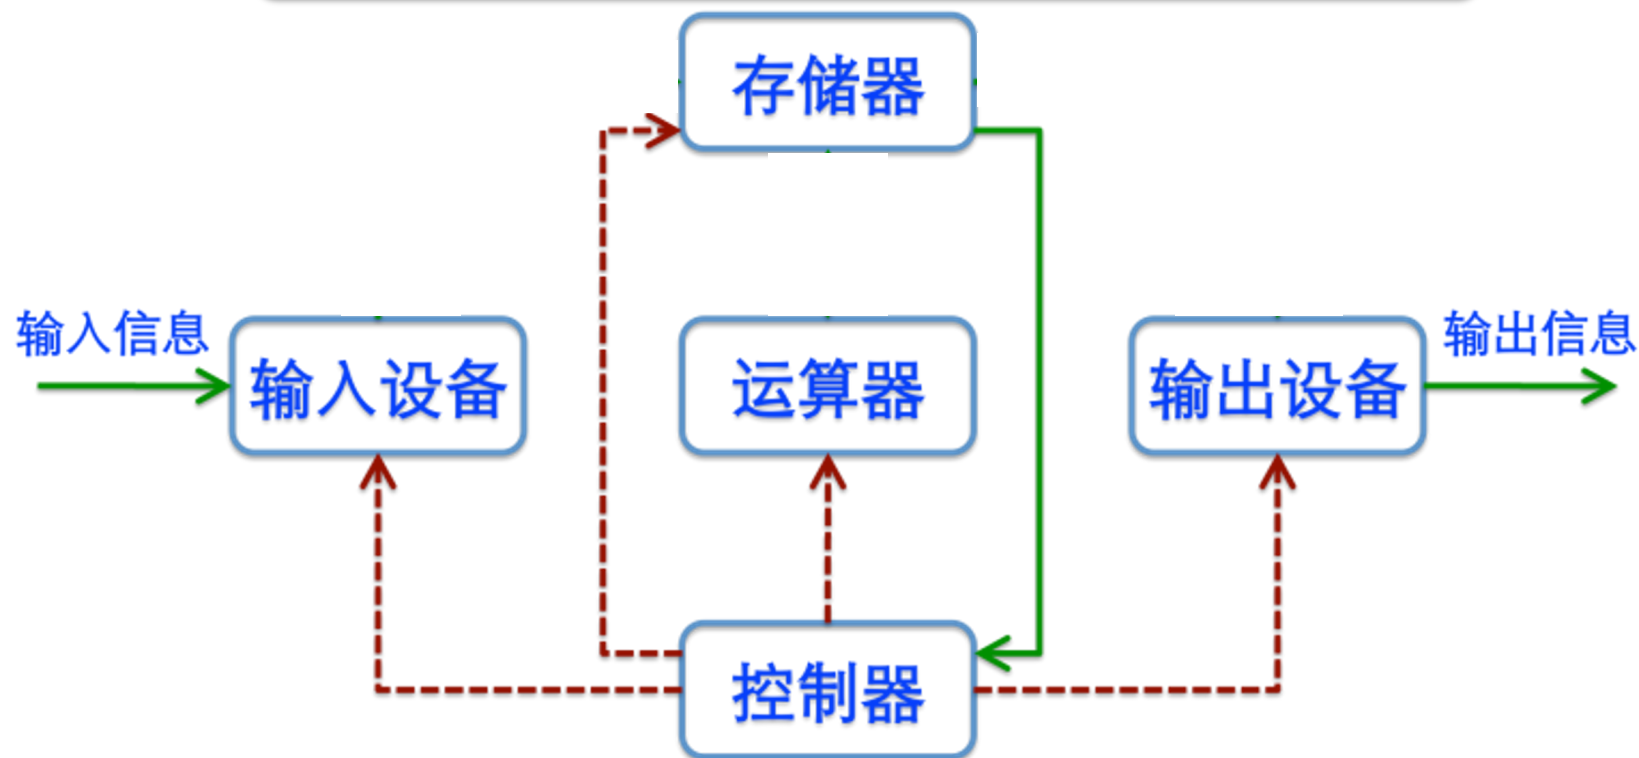 存储器
输入信息
输入设备
运算器
输出设备
输出信息
控制器